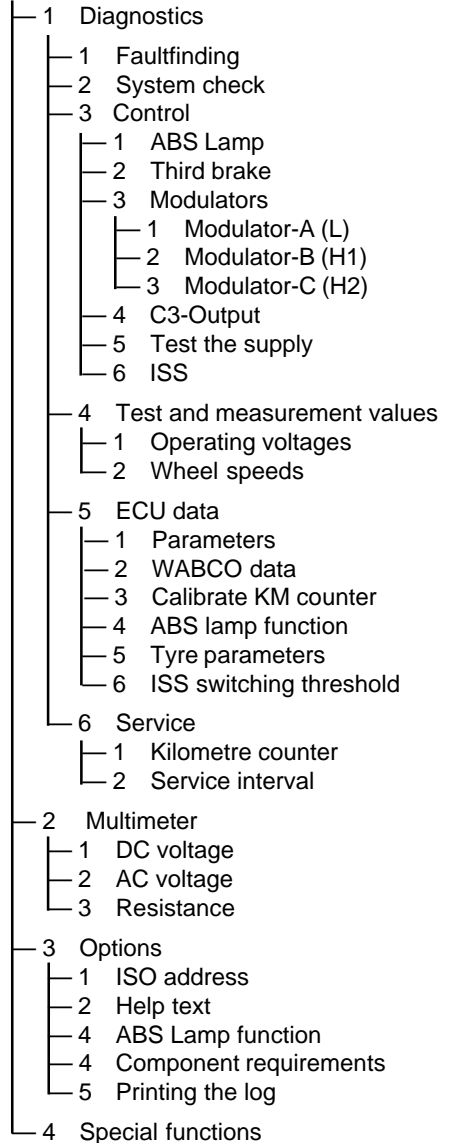 1 Diagnostics
1 Faultfinding
2 System check
3 Control
1 ABS Lamp
2 Third brake
3 Modulators
1 Modulator-A (L)
2 Modulator-B (H1)
3 Modulator-C (H2)
4 C3-Output
5 Test the supply
6 ISS
4 Test and measurement values
1 Operating voltages
2 Wheel speeds
5 ECU data
1 Parameters
2 WABCO data
3 Calibrate KM counter
4 ABS lamp function
5 Tyre parameters
6 ISS switching threshold
6 Service
1 Kilometre counter
2 Service interval
2 Multimeter
1 DC voltage
2 AC voltage
3 Resistance
3 Options
1 ISO address
2 Help text
4 ABS Lamp function
4 Component requirements
5 Printing the log
4 Special functions